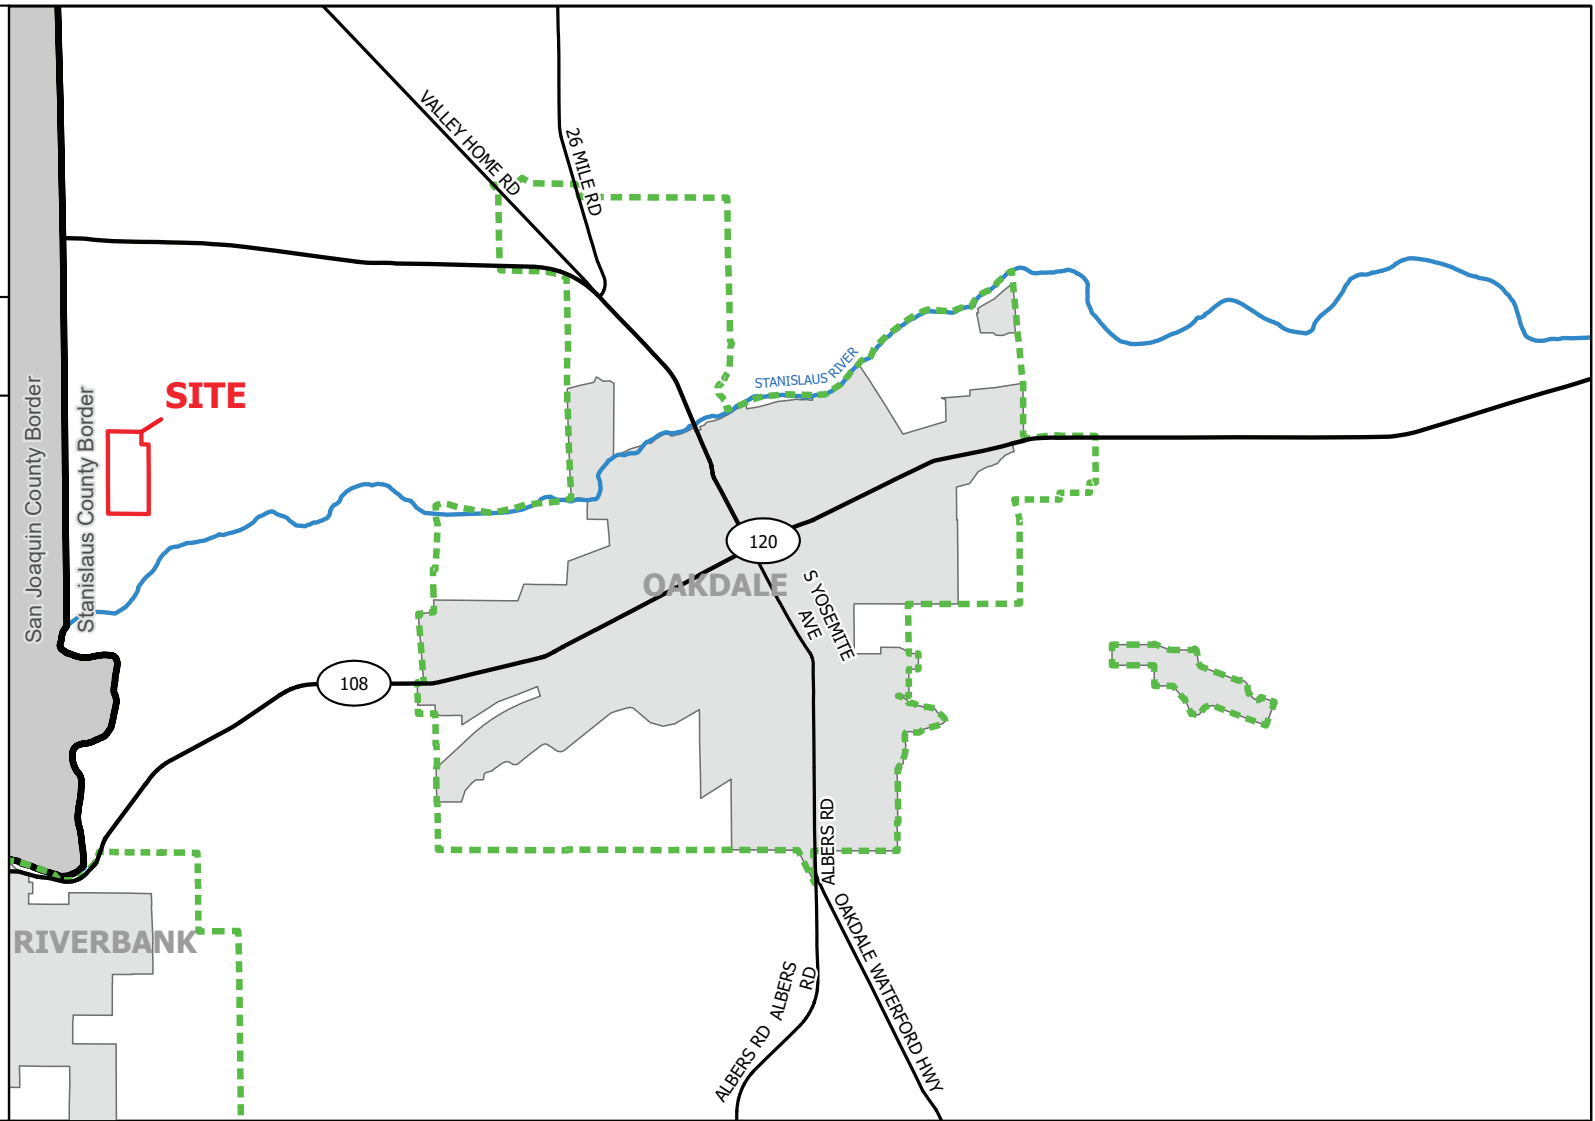 VALLEY HOME RD
26 MILE RD
STANISLAUS RIVER
SITE
San Joaquin County Border
Stanislaus County Border
120
OAKDALE
S YOSEMITE
AVE
108
ALBERS RD
RIVERBANK
OAKDALE WATERFORD HWY
ALBERS
RD
ALBERS RD